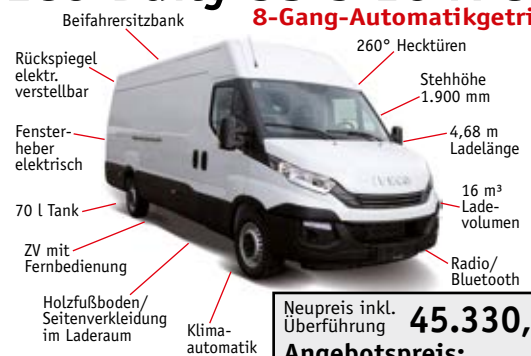 Beifahrersitzbank
8-Gang-Automatikgetri
260° Hecktüren
Rückspiegel
elektr.
verstellbar
Stehhöhe
1.900 mm
Fenster-
heber
elektrisch
4,68 m
Ladelänge
IVECO
70 l Tank
16 m³
Lade-
volumen
ZV mit
Fernbedienung
Radio/
Bluetooth
Holzfußboden/
Seitenverkleidung
im Laderaum
Klima-
automatik
Neupreis inkl.
Überführung 45.330,
Angebotspreis: